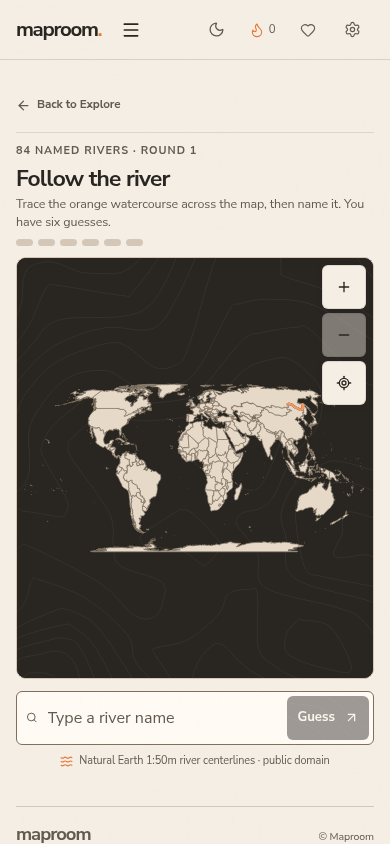 maproom.
0
Back to Explore
84 NAMED RIVERS · ROUND 1
Follow the river
Trace the orange watercourse across the map, then name it. You
have six guesses.
+
−
Type a river name
Guess
Natural Earth 1:50m river centerlines · public domain
maproom
© Maproom